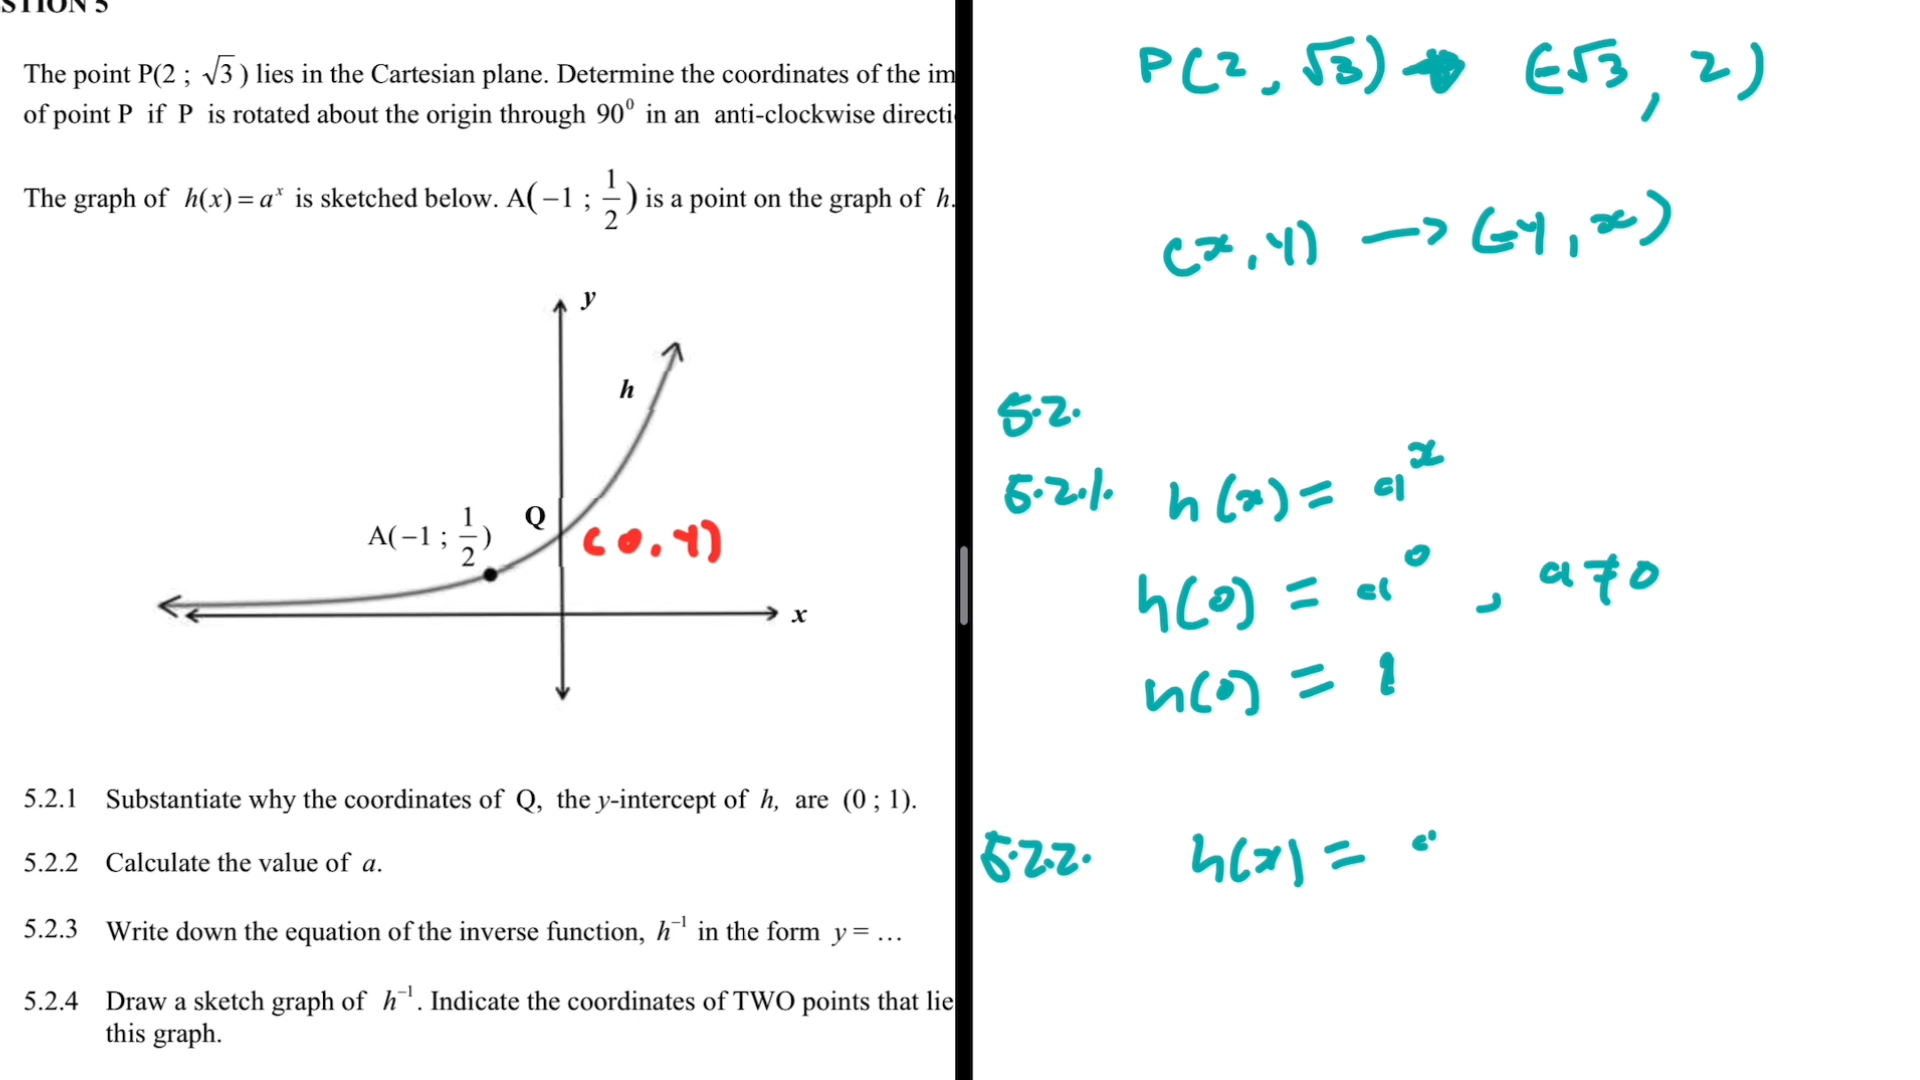 STION 5
The point P(2 ; √3) lies in the Cartesian plane. Determine the coordinates of the im
of point P if P is rotated about the origin through 90⁰ in an anti-clockwise directi
The graph of h(x) = aˣ is sketched below. A(−1 ; 1/2) is a point on the graph of h.
y
h
Q
A(−1 ; 1/2)
(0, y)
x
5.2.1 Substantiate why the coordinates of Q, the y-intercept of h, are (0 ; 1).
5.2.2 Calculate the value of a.
5.2.3 Write down the equation of the inverse function, h⁻¹ in the form y = …
5.2.4 Draw a sketch graph of h⁻¹. Indicate the coordinates of TWO points that lie
this graph.
P(2, √3) → (-√3, 2)
(x, y) → (-y, x)
5.2.
5.2.1. h(x) = aˣ
h(0) = a⁰, a ≠ 0
h(0) = 1
5.2.2. h(x) =